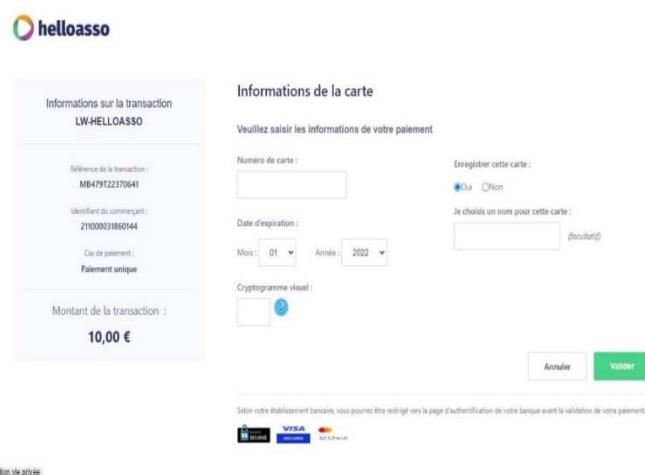 helloasso
Informations sur la transaction
LW-HELLOASSO
Référence de la transaction :
MB479T22370641
Identifiant du commerçant :
211000031860144
Cas de paiement :
Paiement unique
Montant de la transaction :
10,00 €
Informations de la carte
Veuillez saisir les informations de votre paiement
Numéro de carte :
Date d'expiration :
Mois : 01 Année : 2022
Cryptogramme visuel :
?
Enregistrer cette carte :
Oui Non
Je choisis un nom pour cette carte :
(facultatif)
Annuler Valider
Selon votre établissement bancaire, vous pourrez être redirigé vers la page d'authentification de votre banque avant la validation de votre paiement
VISA
tion vie privée